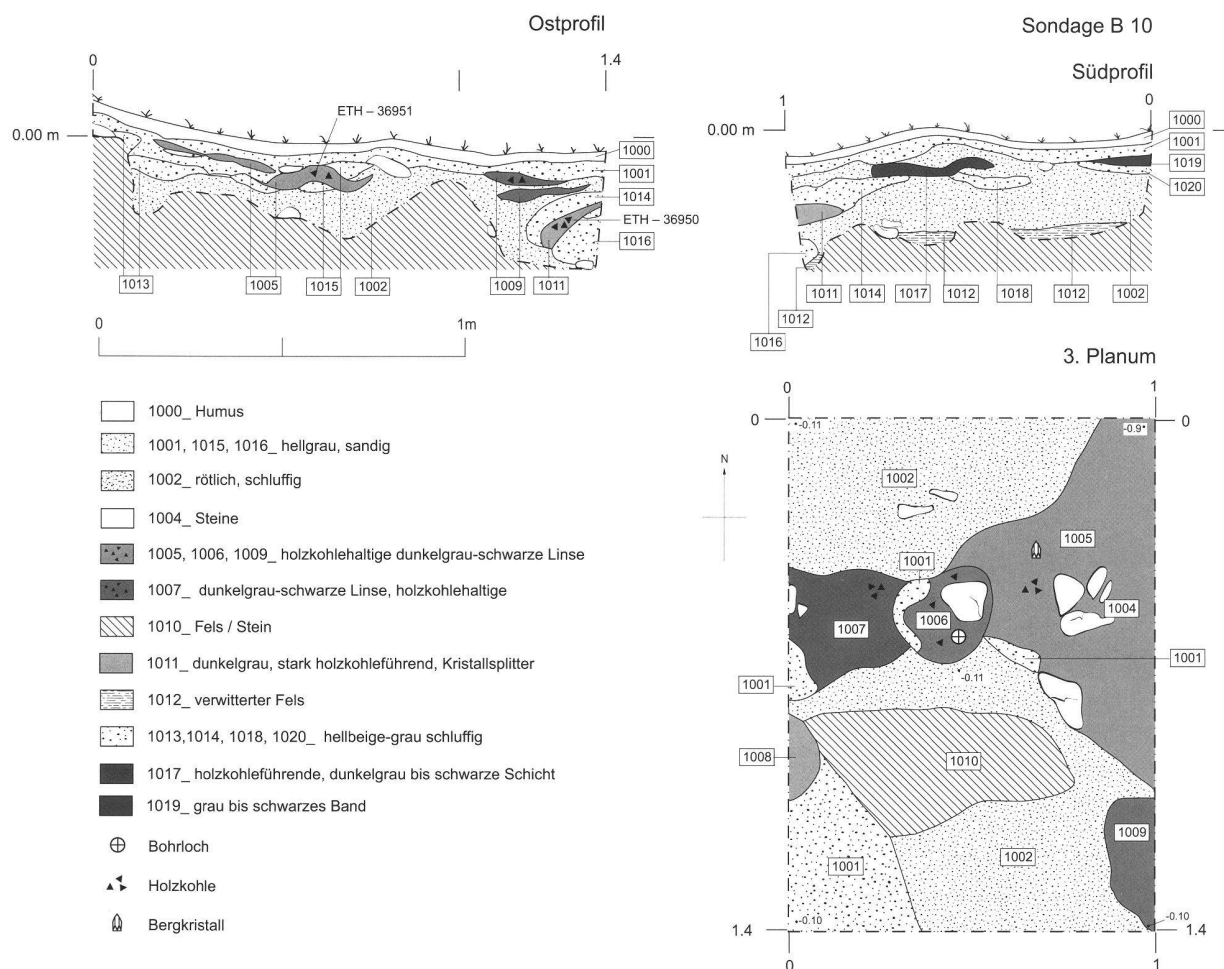 Ostprofil
0
1.4
ETH – 36951
0.00 m
1000
1001
1014
ETH – 36950
1016
1013
1005
1015
1002
1009
1011
0
1m
Sondage B 10
Südprofil
1
0
0.00 m
1000
1001
1019
1020
1011
1014
1017
1012
1018
1012
1002
1012
1016
1000_ Humus
1001, 1015, 1016_ hellgrau, sandig
1002_ rötlich, schluffig
1004_ Steine
1005, 1006, 1009_ holzkohlehaltige dunkelgrau-schwarze Linse
1007_ dunkelgrau-schwarze Linse, holzkohlehaltige
1010_ Fels / Stein
1011_ dunkelgrau, stark holzkohleführend, Kristallsplitter
1012_ verwitterter Fels
1013,1014, 1018, 1020_ hellbeige-grau schluffig
1017_ holzkohleführende, dunkelgrau bis schwarze Schicht
1019_ grau bis schwarzes Band
Bohrloch
Holzkohle
Bergkristall
3. Planum
0
1
0
0
-0.11
-0.9
N
1002
1005
1001
1004
1006
1007
1001
1001
-0.11
1008
1010
1009
1002
1001
-0.10
-0.10
1.4
1.4
0
1